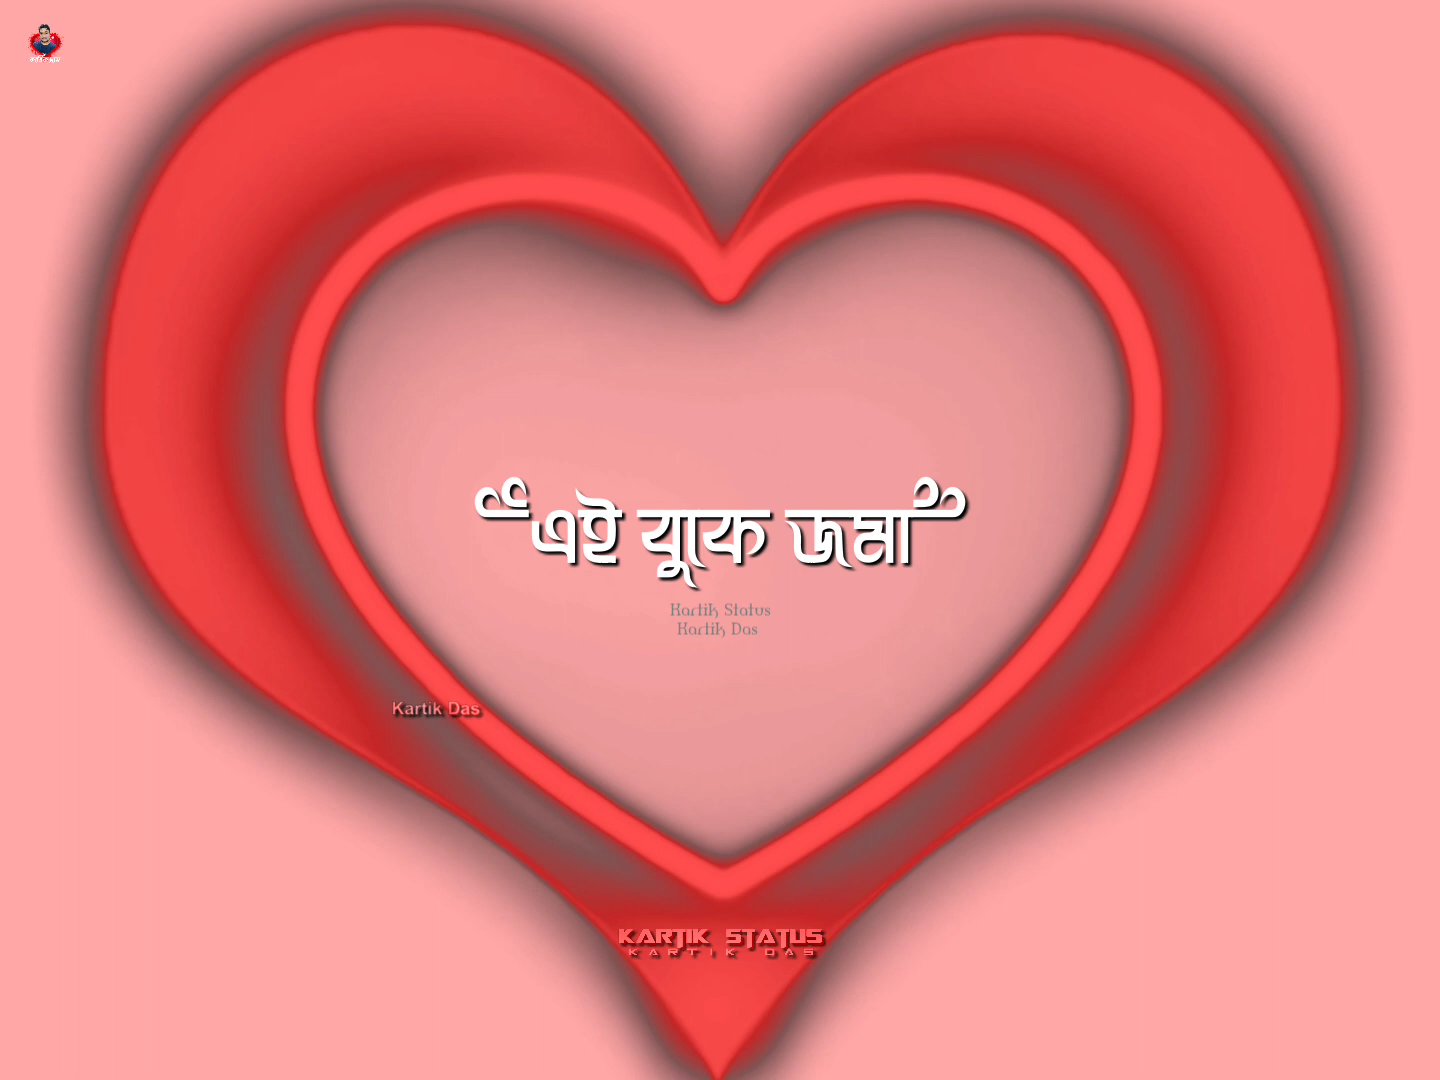 এই বুকে জমা
Kartik Status
Kartik Das
Kartik Das
KARTIK STATUS
KARTIK DAS